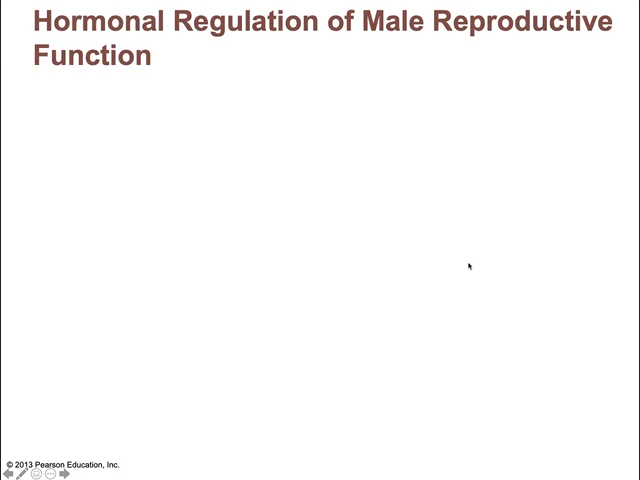 Hormonal Regulation of Male Reproductive
Function
© 2013 Pearson Education, Inc.